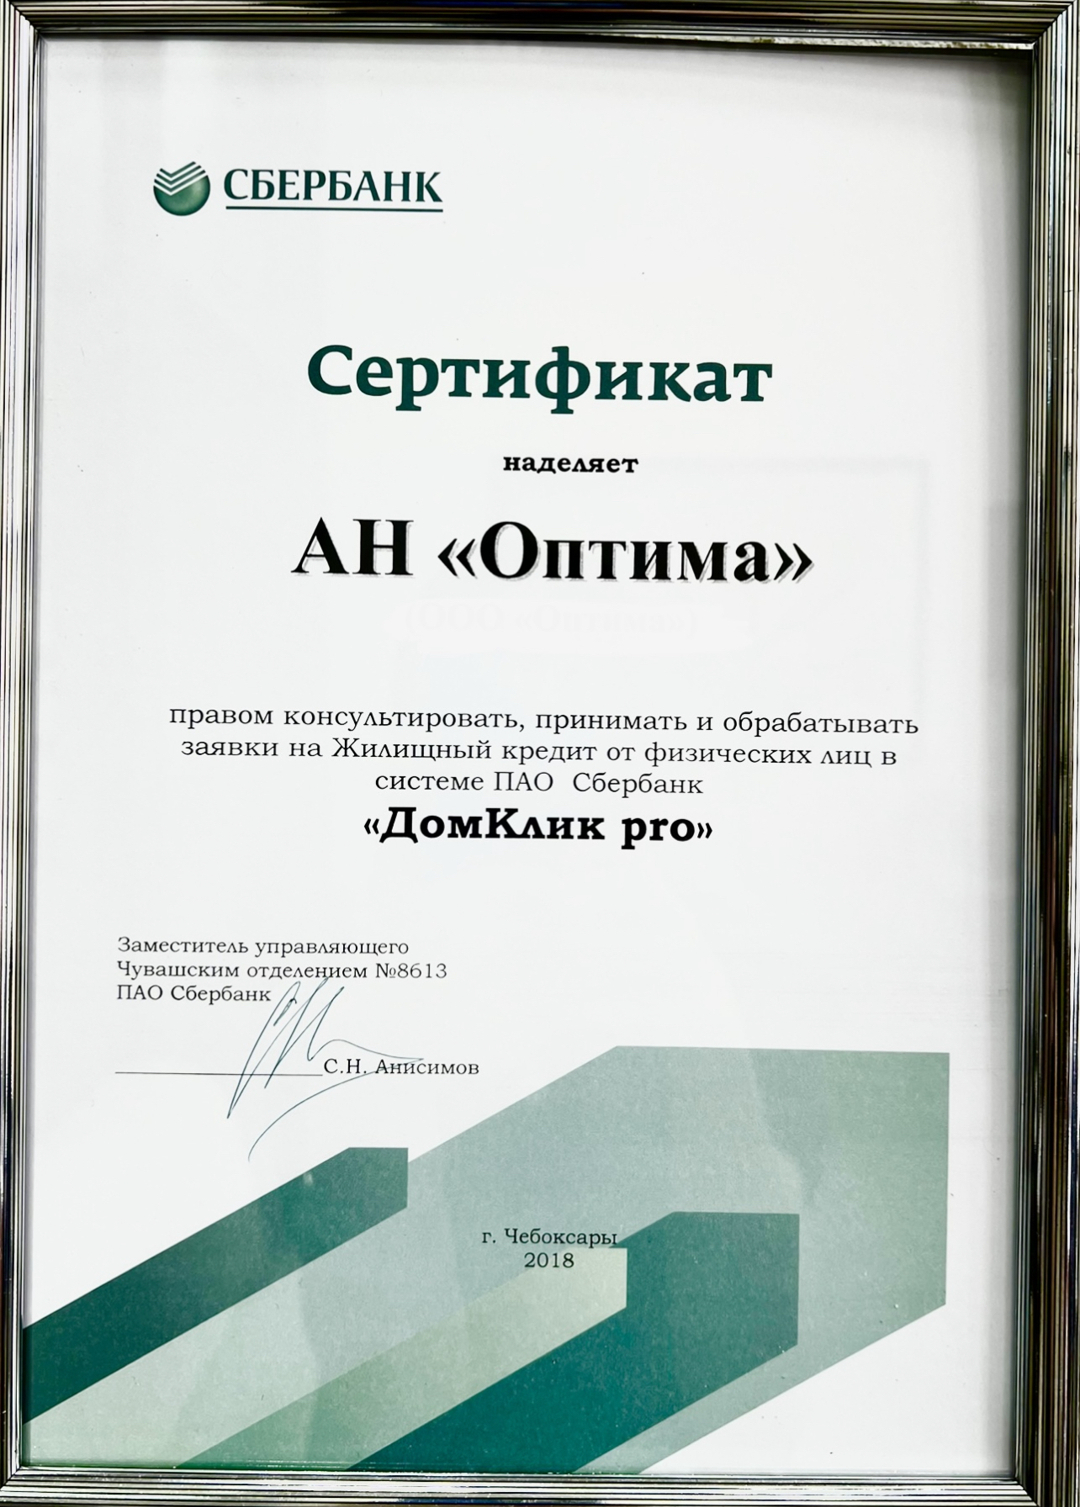 СБЕРБАНК
Сертификат
наделяет
АН «Оптима»
правом консультировать, принимать и обрабатывать
заявки на Жилищный кредит от физических лиц в
системе ПАО Сбербанк
«ДомКлик pro»
Заместитель управляющего
Чувашским отделением №8613
ПАО Сбербанк
С.Н. Анисимов
г. Чебоксары
2018